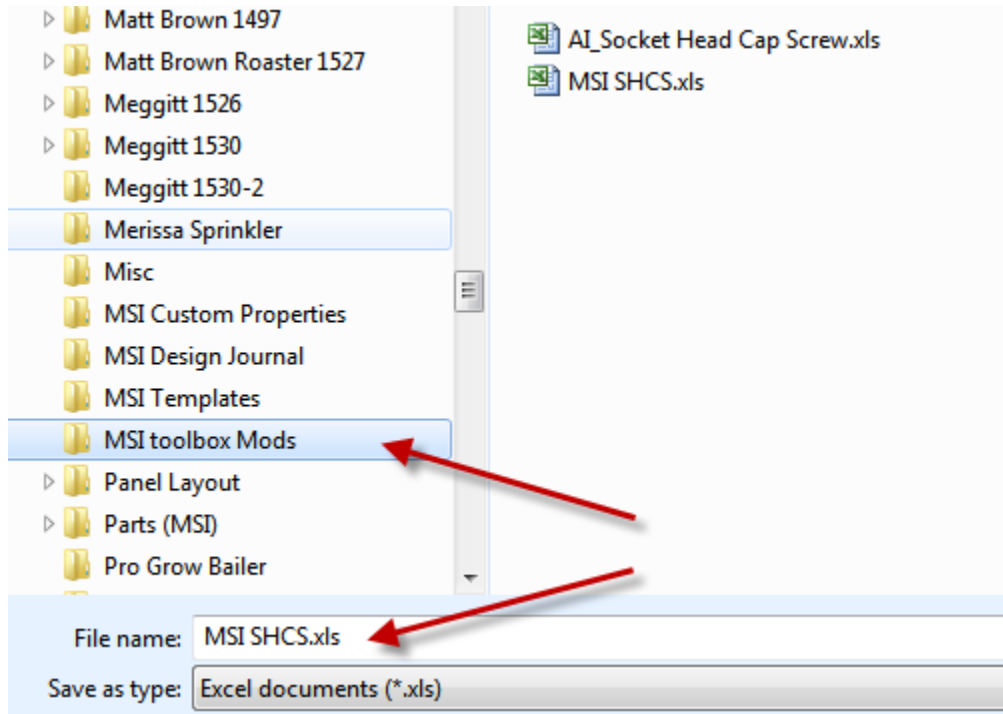 Matt Brown 1497
Matt Brown Roaster 1527
Meggitt 1526
Meggitt 1530
Meggitt 1530-2
Merissa Sprinkler
Misc
MSI Custom Properties
MSI Design Journal
MSI Templates
MSI toolbox Mods
Panel Layout
Parts (MSI)
Pro Grow Bailer
AI_Socket Head Cap Screw.xls
MSI SHCS.xls
File name: MSI SHCS.xls
Save as type: Excel documents (*.xls)